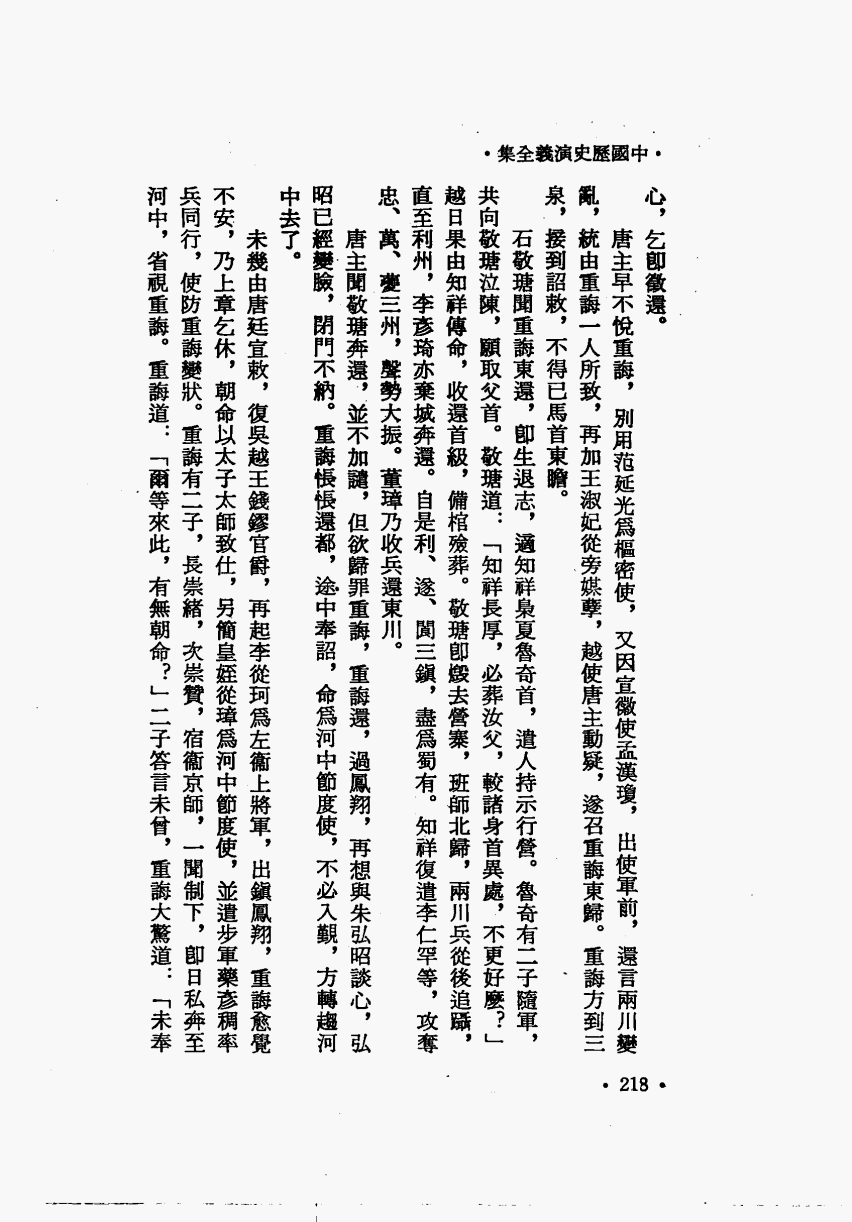 •中國歷史演義全集•
心，乞卽徵還。
唐主早不悅重誨，別用范延光爲樞密使，又因宣徽使孟漢瓊，出使軍前，還言兩川變
亂，統由重誨一人所致，再加王淑妃從旁媒孽，越使唐主動疑，遂召重誨東歸。重誨方到三
泉，接到詔敕，不得已馬首東瞻。
石敬瑭聞重誨東還，卽生退志，適知祥梟夏魯奇首，遣人持示行營。魯奇有二子隨軍，
共向敬瑭泣陳，願取父首。敬瑭道：「知祥長厚，必葬汝父，較諸身首異處，不更好麼？」
越日果由知祥傳命，收還首級，備棺殮葬。敬瑭卽燬去營寨，班師北歸，兩川兵從後追躡，
直至利州，李彥琦亦棄城奔還。自是利、遂、閬三鎭，盡爲蜀有。知祥復遣李仁罕等，攻奪
忠、萬、夔三州，聲勢大振。董璋乃收兵還東川。
唐主聞敬瑭奔還，並不加譴，但欲歸罪重誨，重誨還，過鳳翔，再想與朱弘昭談心，弘
昭已經變臉，閉門不納。重誨悵悵還都，途中奉詔，命爲河中節度使，不必入覲，方轉趨河
中去了。
未幾由唐廷宣敕，復吳越王錢鏐官爵，再起李從珂爲左衞上將軍，出鎭鳳翔，重誨愈覺
不安，乃上章乞休，朝命以太子太師致仕，另簡皇姪從璋爲河中節度使，並遣步軍藥彥稠率
兵同行，使防重誨變狀。重誨有二子，長崇緒，次崇贊，宿衞京師，一聞制下，卽日私奔至
河中，省視重誨。重誨道：「爾等來此，有無朝命？」二子答言未曾，重誨大驚道：「未奉
•218•